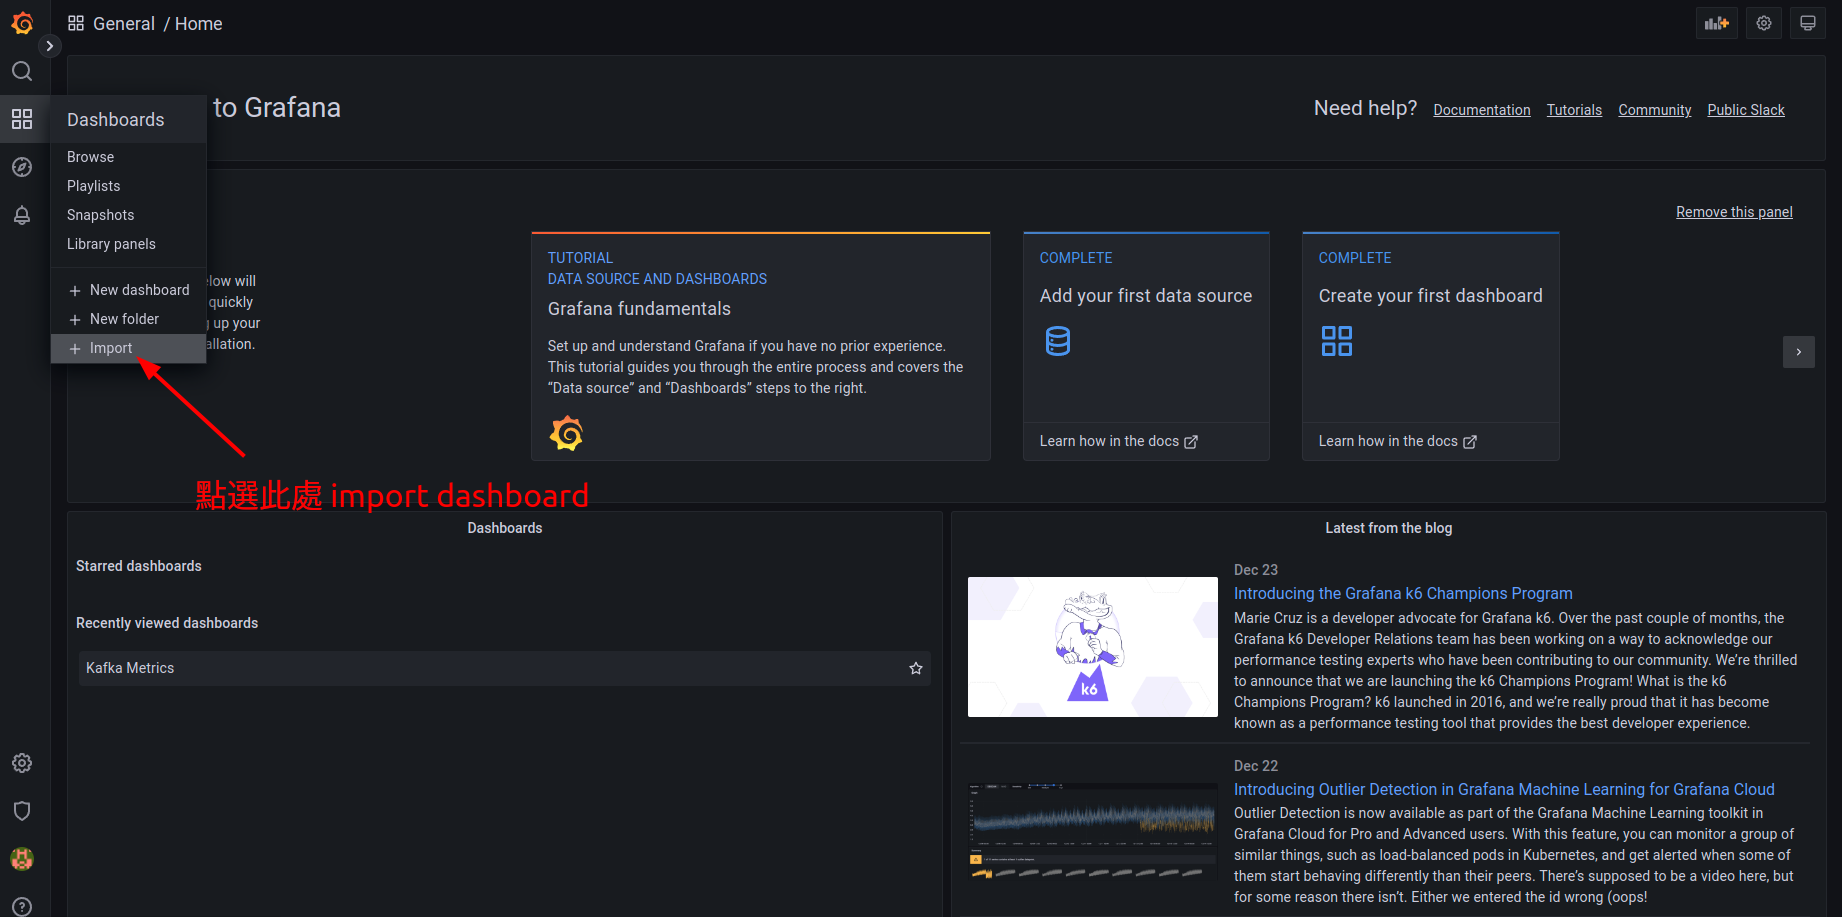 General / Home
to Grafana
Need help? Documentation Tutorials Community Public Slack
Dashboards
Browse
Playlists
Snapshots
Library panels
New dashboard
New folder
Import
low will
quickly
up your
allation.
Remove this panel
TUTORIAL
DATA SOURCE AND DASHBOARDS
Grafana fundamentals
Set up and understand Grafana if you have no prior experience.
This tutorial guides you through the entire process and covers the
“Data source” and “Dashboards” steps to the right.
COMPLETE
Add your first data source
Learn how in the docs
COMPLETE
Create your first dashboard
Learn how in the docs
點選此處 import dashboard
Dashboards
Starred dashboards
Recently viewed dashboards
Kafka Metrics
Latest from the blog
Dec 23
Introducing the Grafana k6 Champions Program
Marie Cruz is a developer advocate for Grafana k6. Over the past couple of months, the
Grafana k6 Developer Relations team has been working on a way to acknowledge our
performance testing experts who have been contributing to our community. We’re thrilled
to announce that we are launching the k6 Champions Program! What is the k6
Champions Program? k6 launched in 2016, and we’re really proud that it has become
known as a performance testing tool that provides the best developer experience.
k6
Dec 22
Introducing Outlier Detection in Grafana Machine Learning for Grafana Cloud
Outlier Detection is now available as part of the Grafana Machine Learning toolkit in
Grafana Cloud for Pro and Advanced users. With this feature, you can monitor a group of
similar things, such as load-balanced pods in Kubernetes, and get alerted when some of
them start behaving differently than their peers. There’s supposed to be a video here, but
for some reason there isn’t. Either we entered the id wrong (oops!